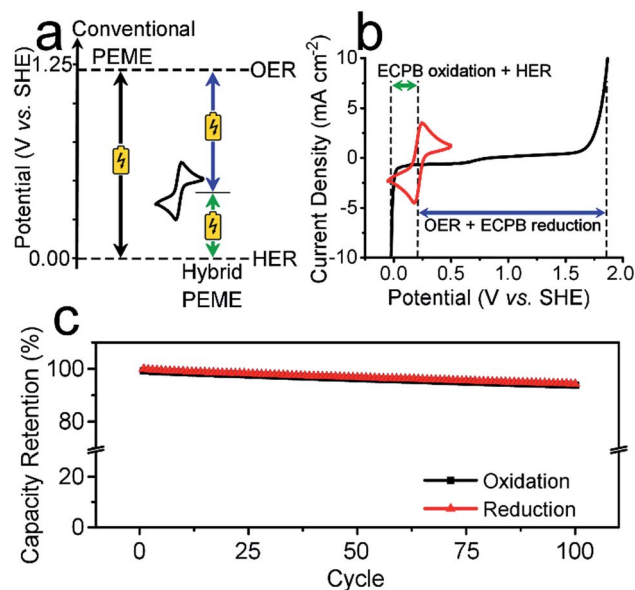 a
Conventional
PEME
1.25
OER
Potential (V vs. SHE)
0.00
HER
Hybrid
PEME
b
10
ECPB oxidation + HER
5
0
-5
OER + ECPB reduction
-10
Current Density (mA cm-2)
0.0 0.5 1.0 1.5 2.0
Potential (V vs. SHE)
c
Capacity Retention (%)
100
80
20
0
Oxidation
Reduction
0 25 50 75 100
Cycle